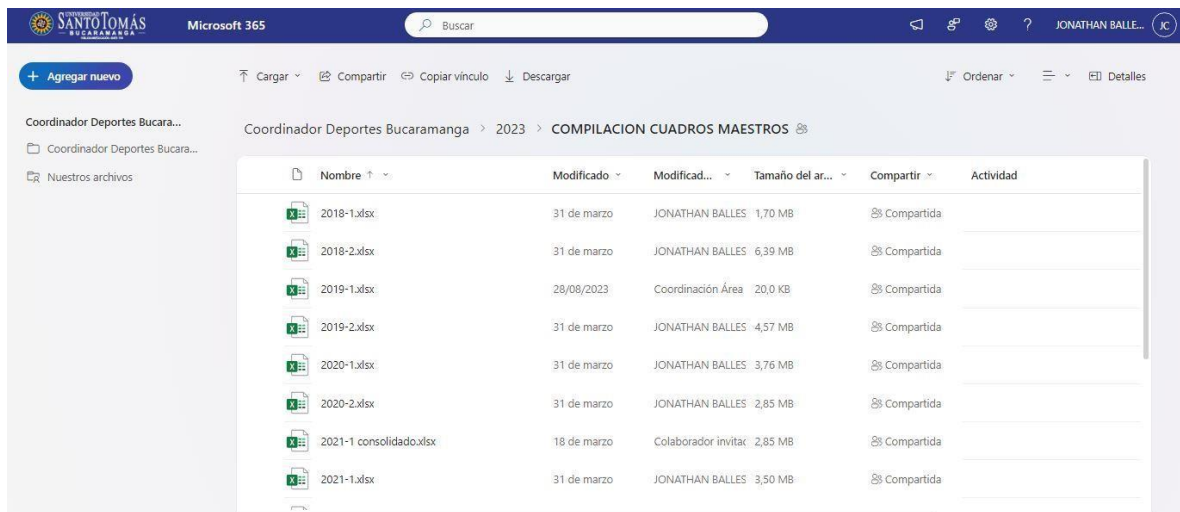 UNIVERSIDAD
SANTO TOMÁS
BUCARAMANGA
Microsoft 365
Buscar
?
JONATHAN BALLE...
JC
+ Agregar nuevo
Cargar
Compartir
Copiar vínculo
Descargar
Ordenar
Detalles
Coordinador Deportes Bucara...
Coordinador Deportes Bucara...
Nuestros archivos
Coordinador Deportes Bucaramanga > 2023 > COMPILACION CUADROS MAESTROS
Nombre ↑ Modificado Modificad... Tamaño del ar... Compartir Actividad
2018-1.xlsx 31 de marzo JONATHAN BALLES 1,70 MB Compartida
2018-2.xlsx 31 de marzo JONATHAN BALLES 6,39 MB Compartida
2019-1.xlsx 28/08/2023 Coordinación Área 20,0 KB Compartida
2019-2.xlsx 31 de marzo JONATHAN BALLES 4,57 MB Compartida
2020-1.xlsx 31 de marzo JONATHAN BALLES 3,76 MB Compartida
2020-2.xlsx 31 de marzo JONATHAN BALLES 2,85 MB Compartida
2021-1 consolidado.xlsx 18 de marzo Colaborador invitac 2,85 MB Compartida
2021-1.xlsx 31 de marzo JONATHAN BALLES 3,50 MB Compartida